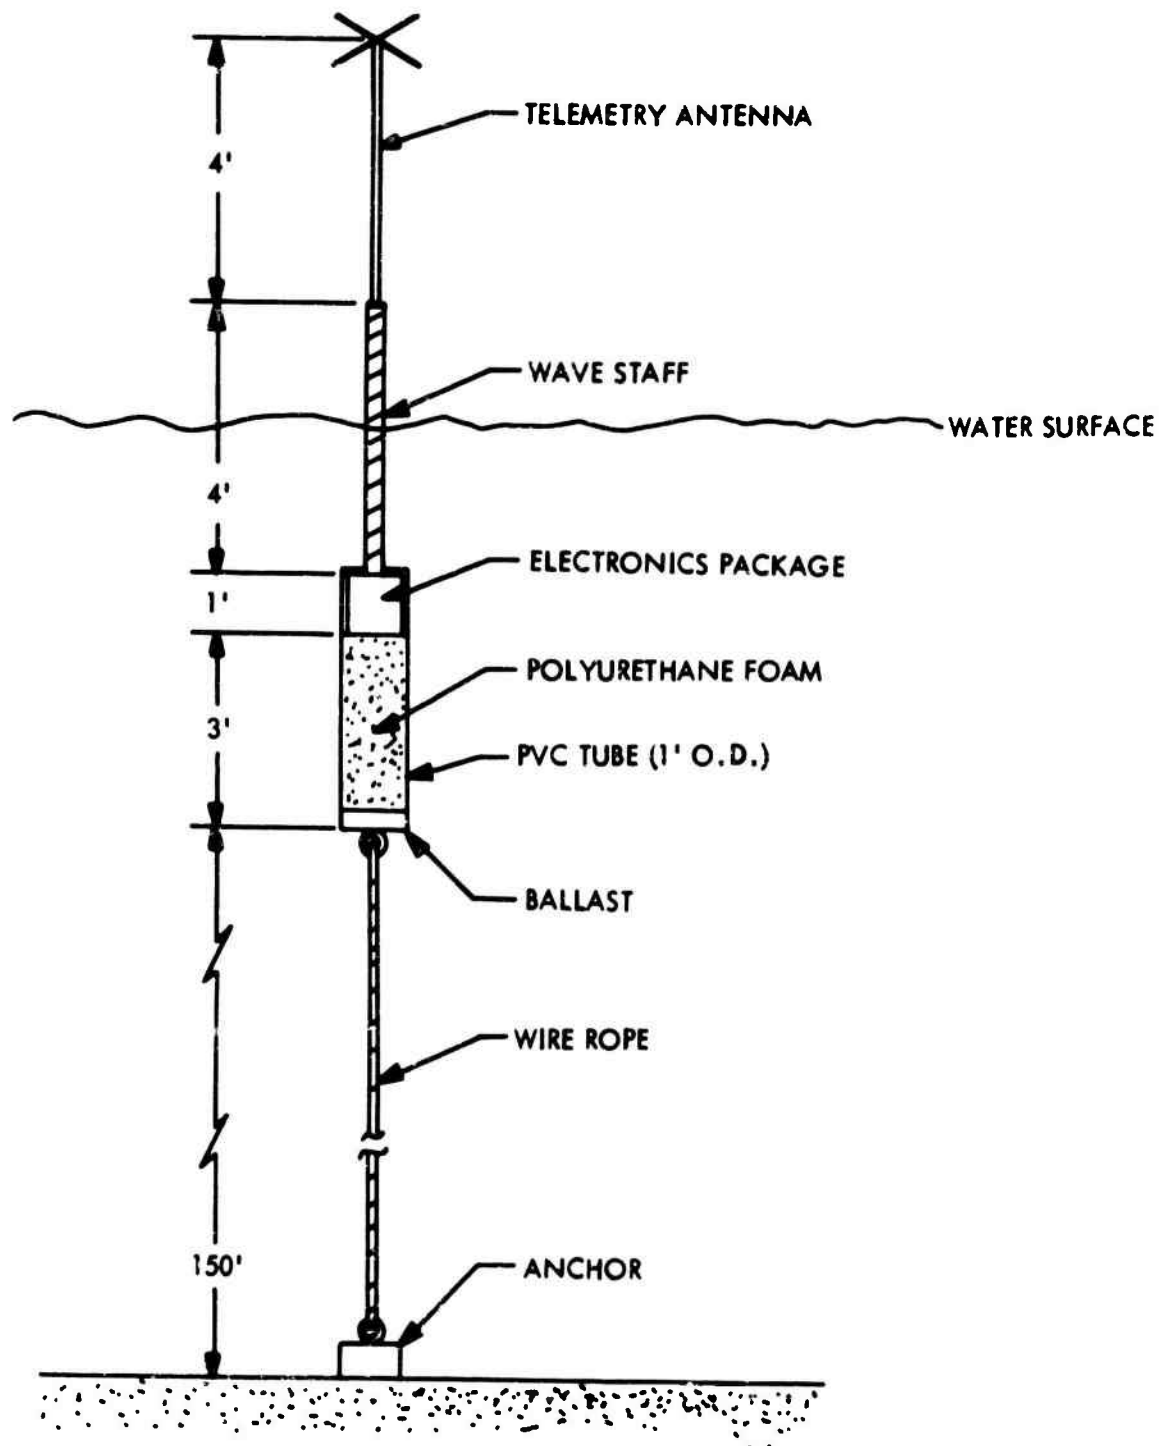 TELEMETRY ANTENNA
4'
WAVE STAFF
WATER SURFACE
4'
ELECTRONICS PACKAGE
1'
POLYURETHANE FOAM
3'
PVC TUBE (1' O.D.)
BALLAST
WIRE ROPE
150'
ANCHOR